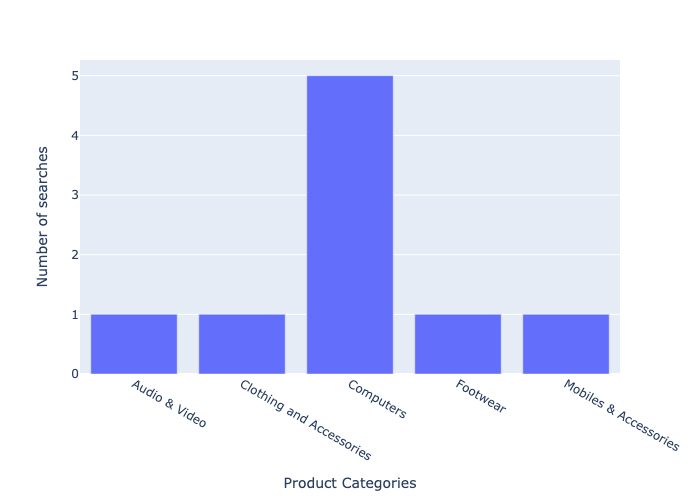 5
4
3
2
1
0
Number of searches
Audio & Video
Clothing and Accessories
Computers
Footwear
Mobiles & Accessories
Product Categories